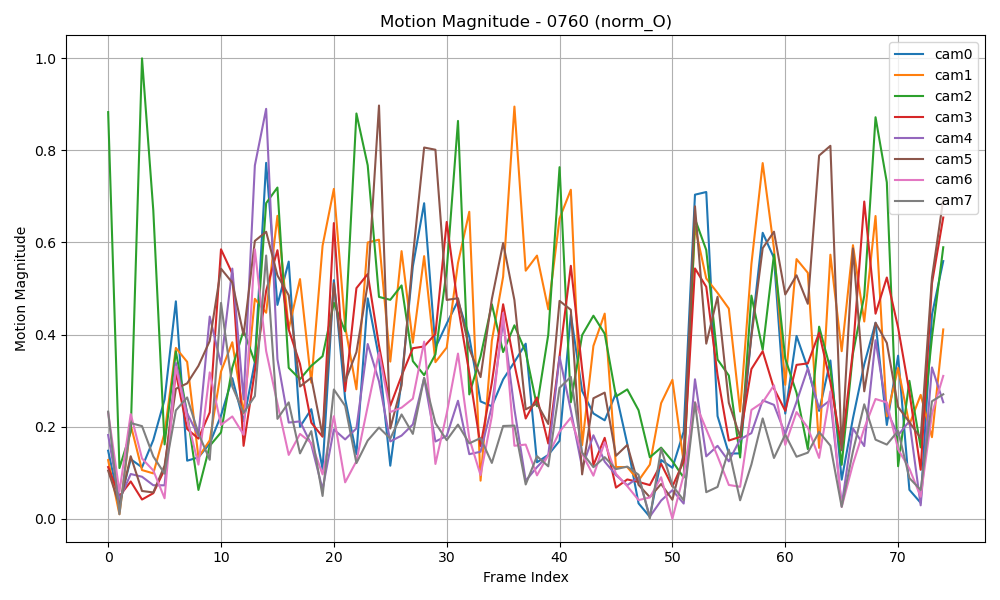 Motion Magnitude - 0760 (norm_O)
Motion Magnitude
1.0
0.8
0.6
0.4
0.2
0.0
0 10 20 30 40 50 60 70
Frame Index
cam0
cam1
cam2
cam3
cam4
cam5
cam6
cam7